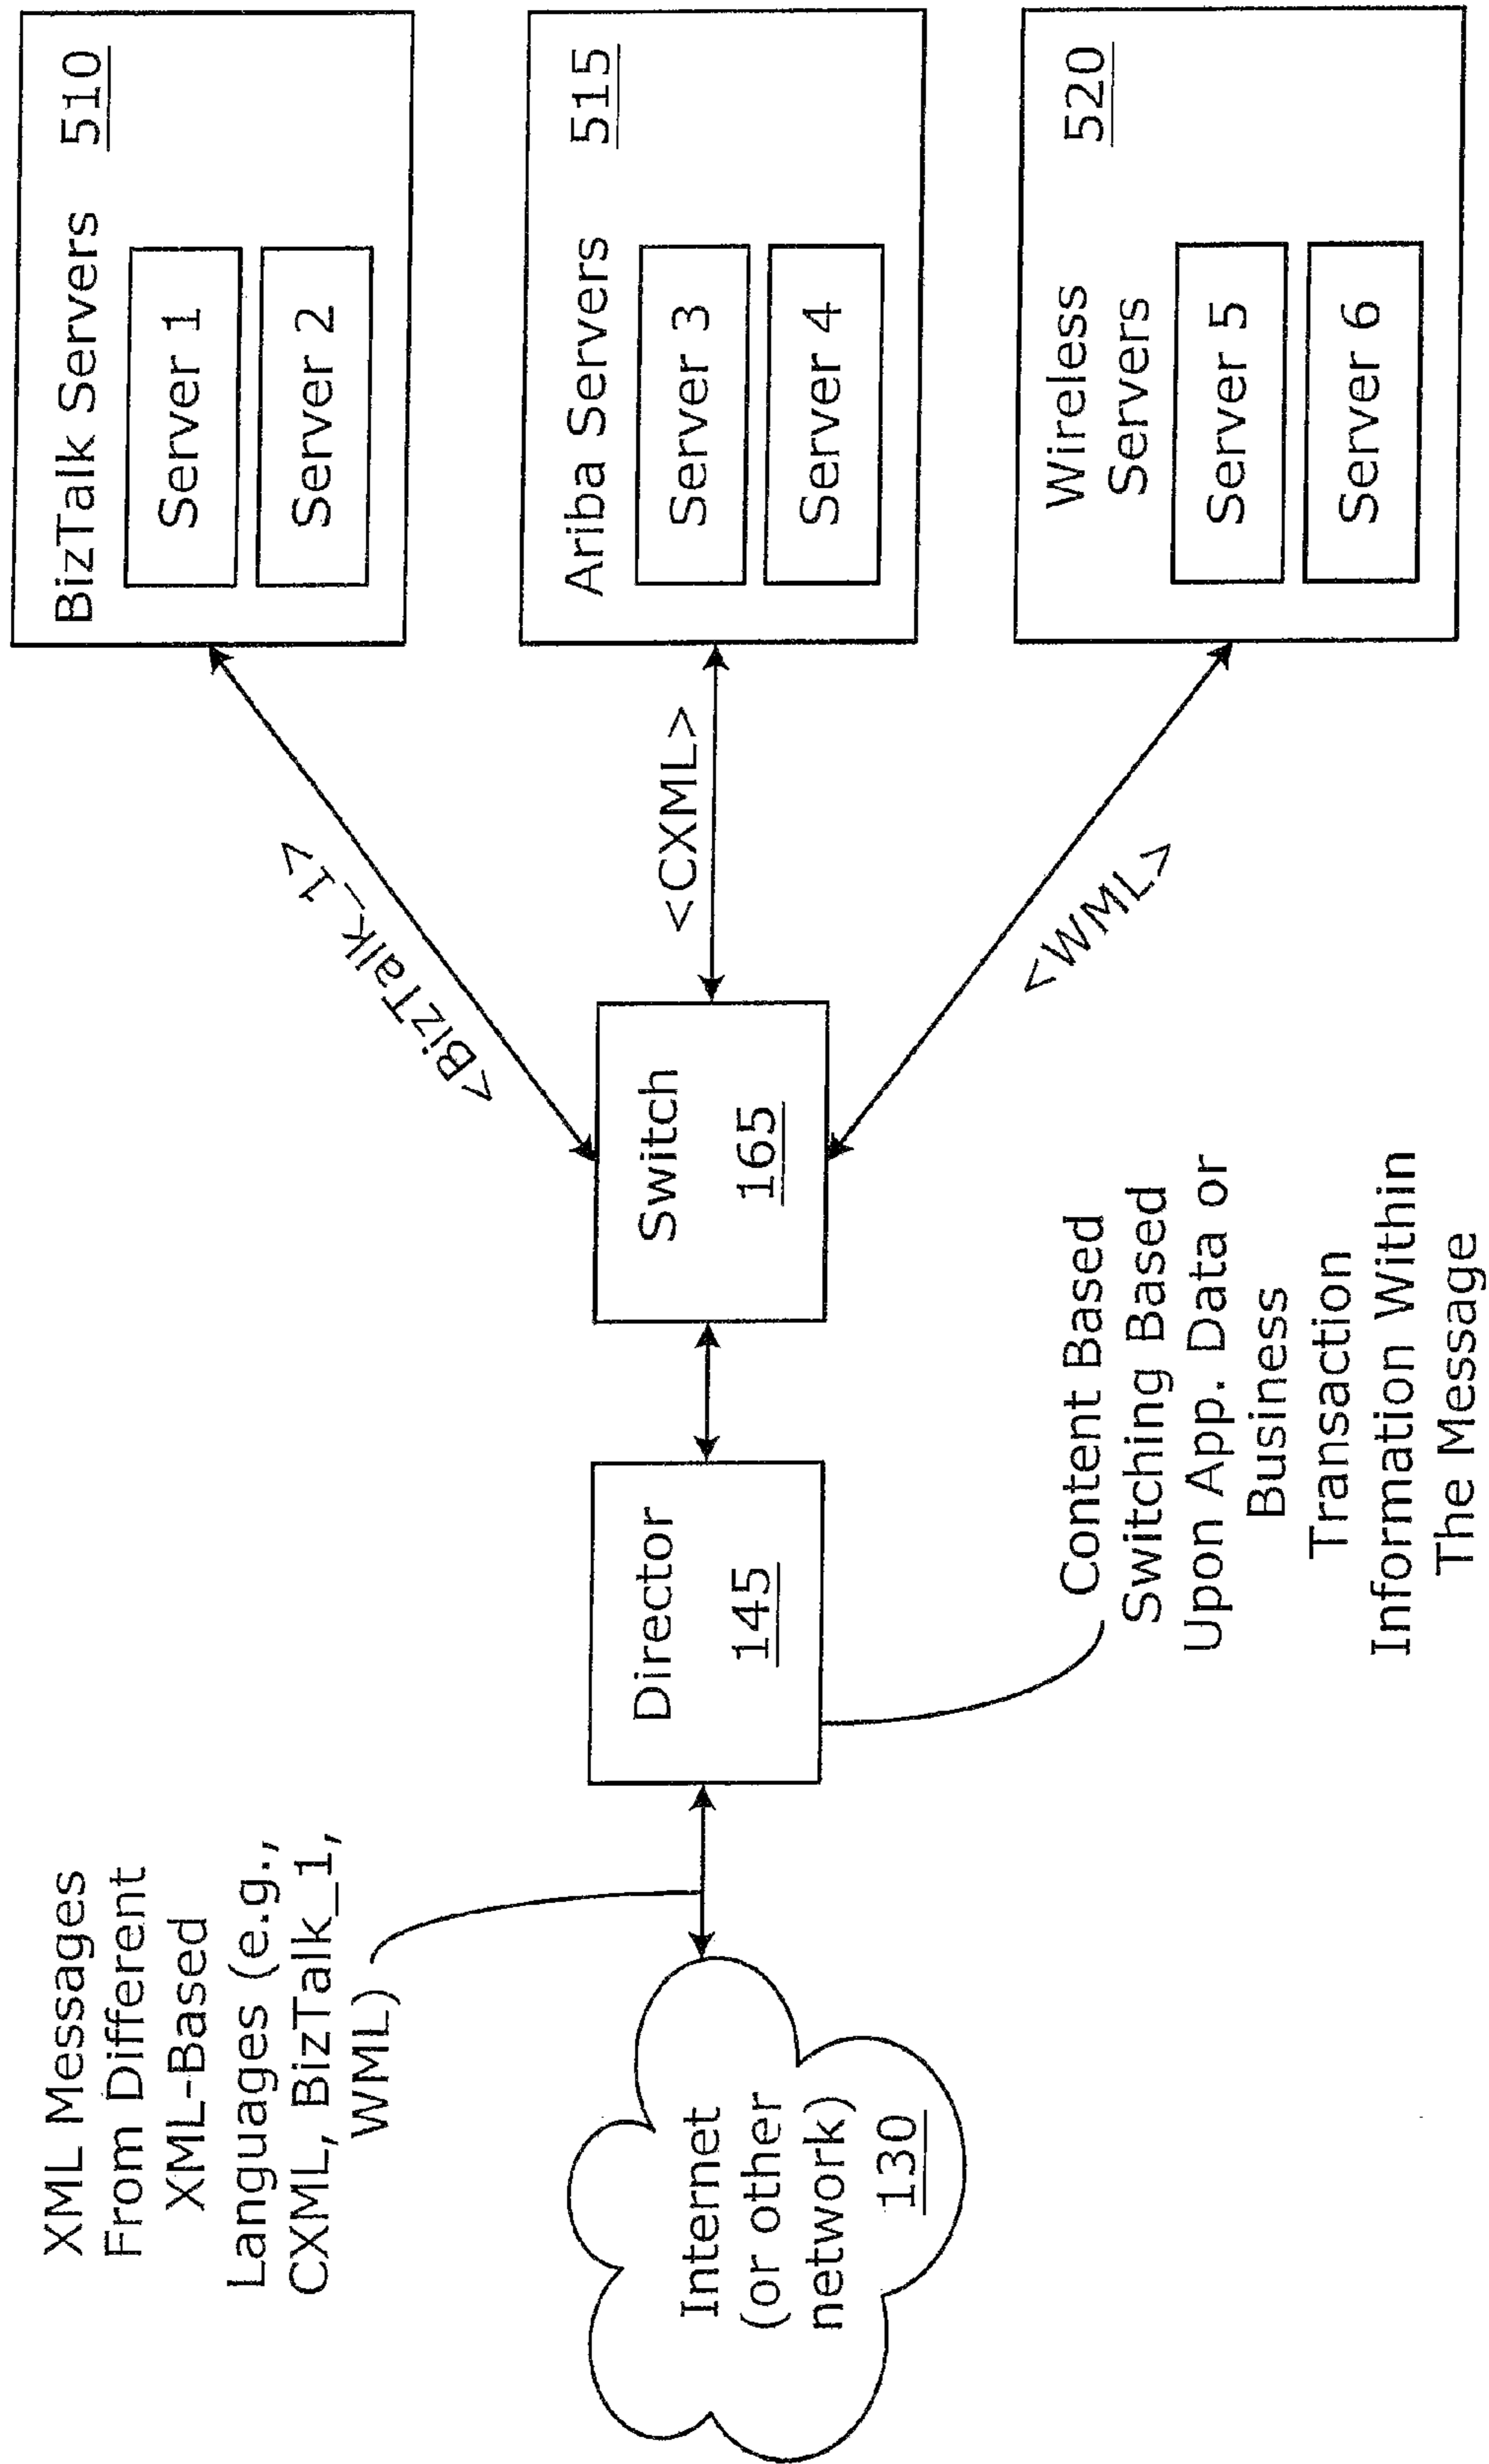 XML Messages
From Different
XML-Based
Languages (e.g.,
CXML, BizTalk_1,
WML)
Internet
(or other
network)
130
Director
145
Content Based
Switching Based
Upon App. Data or
Business
Transaction
Information Within
The Message
Switch
165
<BizTalk_1>
<CXML>
<WML>
BizTalk Servers 510
Server 1
Server 2
Ariba Servers 515
Server 3
Server 4
Wireless 520
Servers
Server 5
Server 6